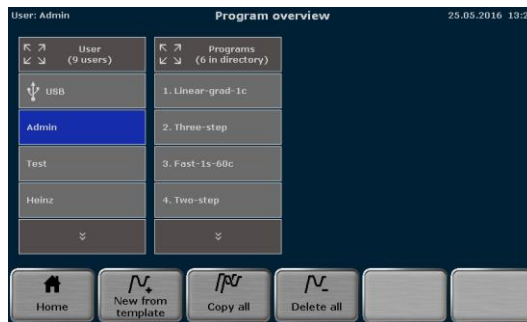 User: Admin
Program overview
25.05.2016 13:2
User
(9 users)
Programs
(6 in directory)
USB
1. Linear-grad-1c
Admin
2. Three-step
Test
3. Fast-1s-60c
Heinz
4. Two-step
Home
New from
template
Copy all
Delete all